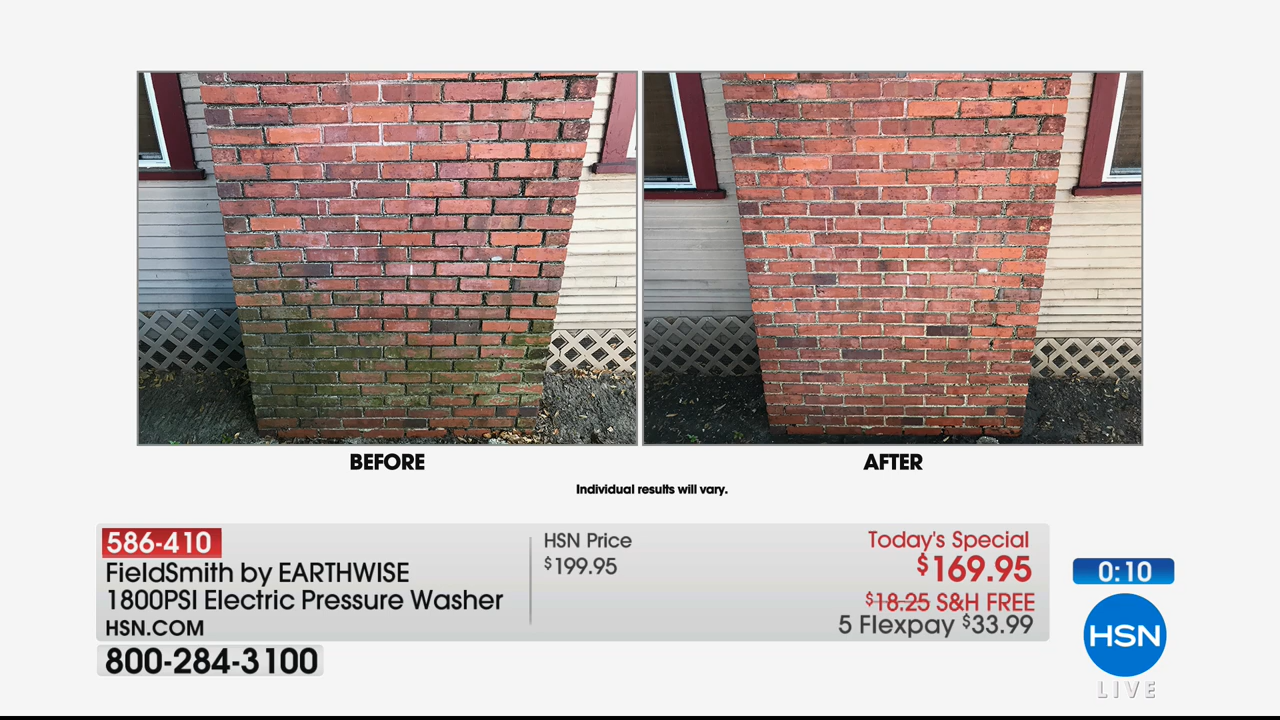 BEFORE
AFTER
Individual results will vary.
586-410
FieldSmith by EARTHWISE
1800PSI Electric Pressure Washer
HSN.COM
800-284-3100
HSN Price
$199.95
Today's Special
$169.95
$18.25 S&H FREE
5 Flexpay $33.99
0:10
HSN
LIVE